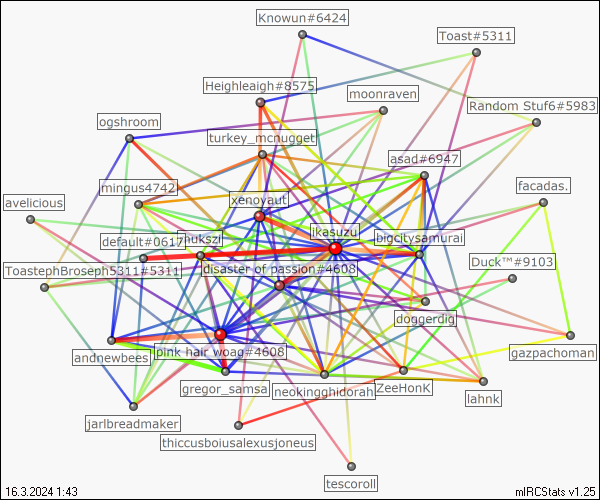 Knowun#6424
Toast#5311
Heighleaigh#8575
moonraven
Random Stuf6#5983
ogshroom
turkey_mcnugget
asad#6947
mingus4742
facadas.
xenoyaut
avelicious
ikasuzu
bigcitysamurai
default#0617
nukszi
Duck™#9103
ToastephBroseph5311#5311
disaster of passion#4608
doggerdig
andnewbees
pink hair woag#4608
gazpachoman
gregor_samsa
neokingghidorah
ZeeHonK
lahnk
jarlbreadmaker
thiccusboiusalexusjoneus
tescoroll
16.3.2024 1:43
mIRCStats v1.25